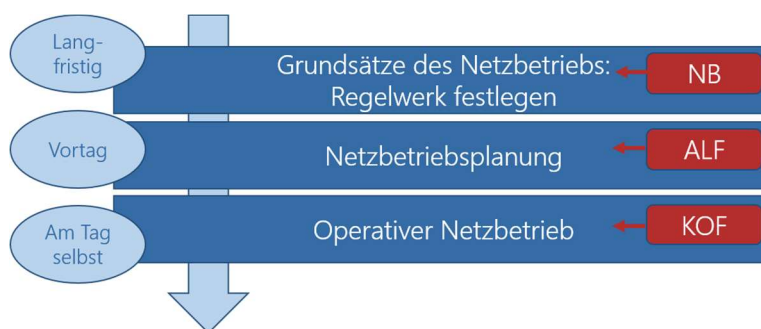 Lang-
fristig
Grundsätze des Netzbetriebs:
Regelwerk festlegen
NB
Vortag
Netzbetriebsplanung
ALF
Am Tag
selbst
Operativer Netzbetrieb
KOF